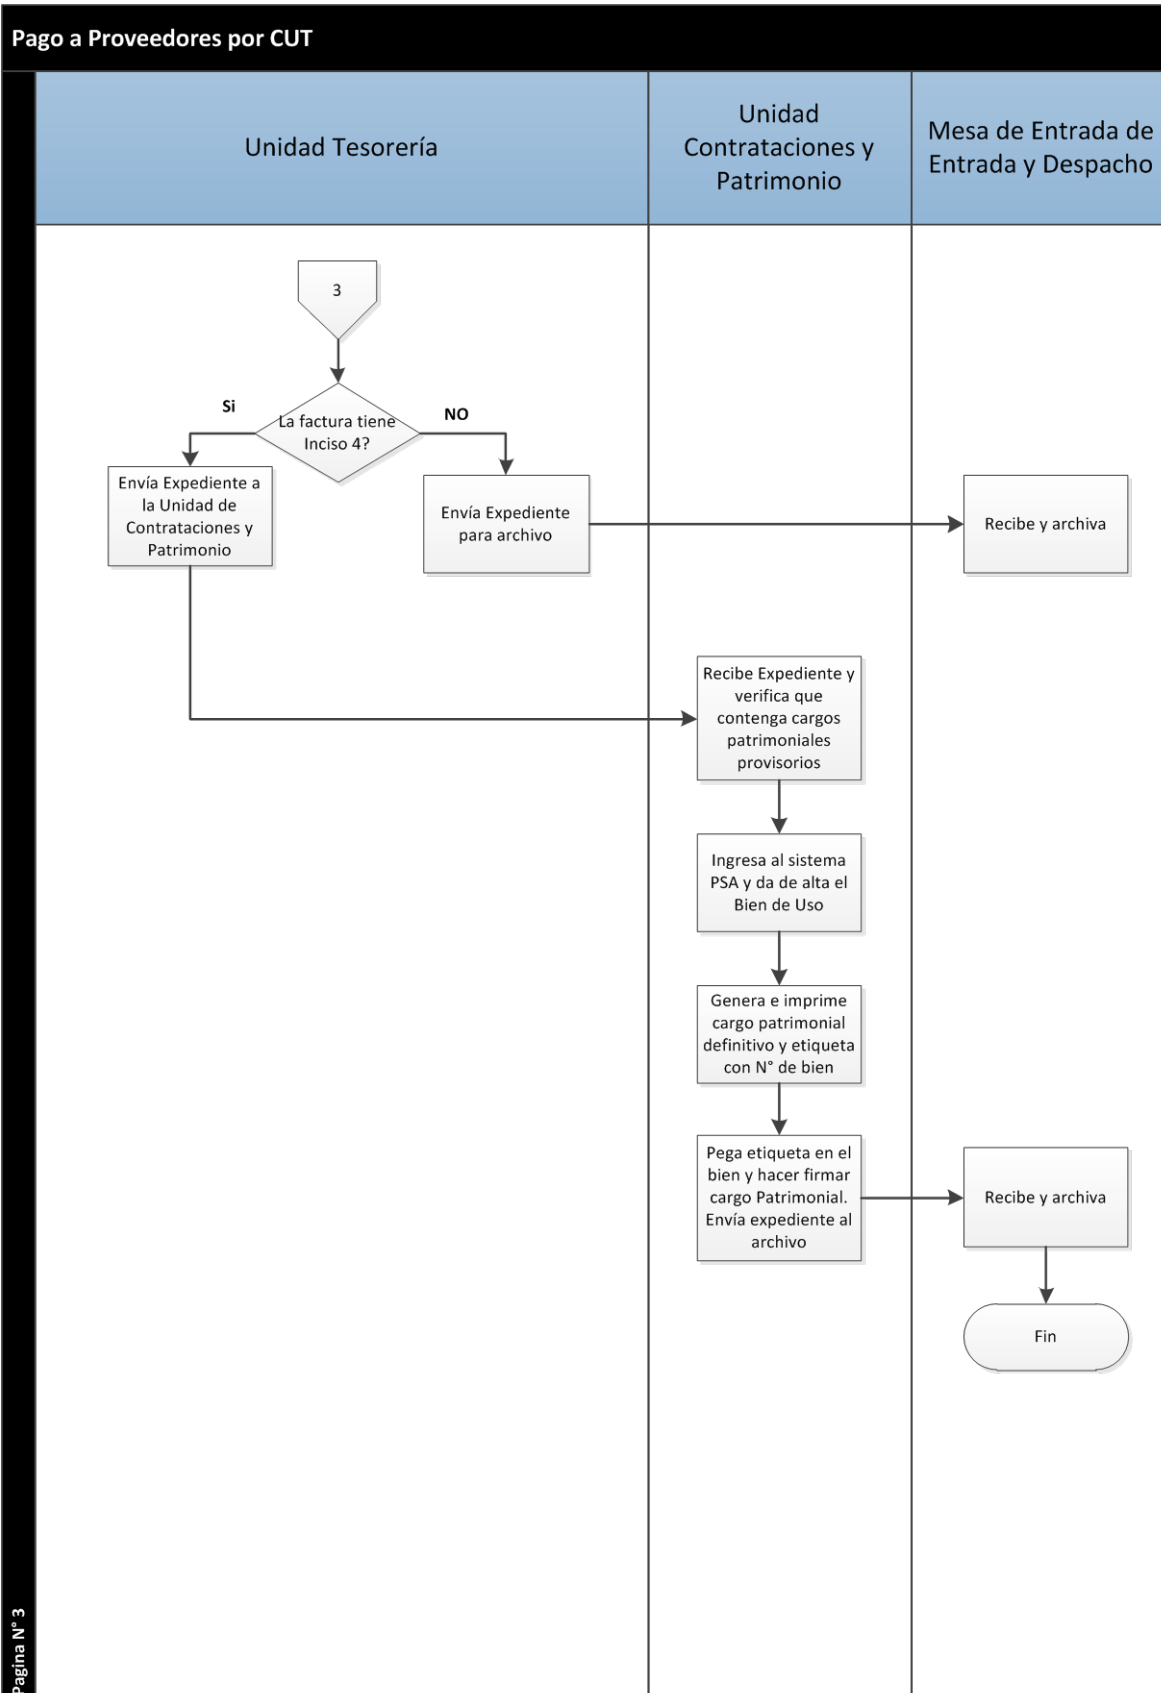 Pago a Proveedores por CUT
Unidad Tesorería
Unidad
Contrataciones y
Patrimonio
Mesa de Entrada de
Entrada y Despacho
3
La factura tiene
Inciso 4?
Si
NO
Envía Expediente a
la Unidad de
Contrataciones y
Patrimonio
Envía Expediente
para archivo
Recibe y archiva
Recibe Expediente y
verifica que
contenga cargos
patrimoniales
provisorios
Ingresa al sistema
PSA y da de alta el
Bien de Uso
Genera e imprime
cargo patrimonial
definitivo y etiqueta
con N° de bien
Pega etiqueta en el
bien y hacer firmar
cargo Patrimonial.
Envía expediente al
archivo
Recibe y archiva
Fin
Pagina N° 3